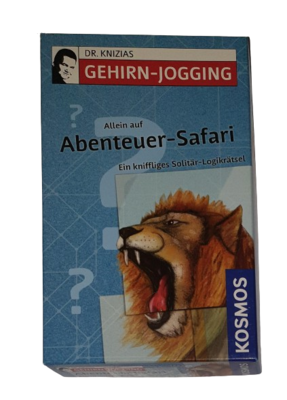 DR. KNIZIAS
GEHIRN-JOGGING
Allein auf
Abenteuer-Safari
Ein kniffliges Solitär-Logikrätsel
?
?
?
KOSMOS